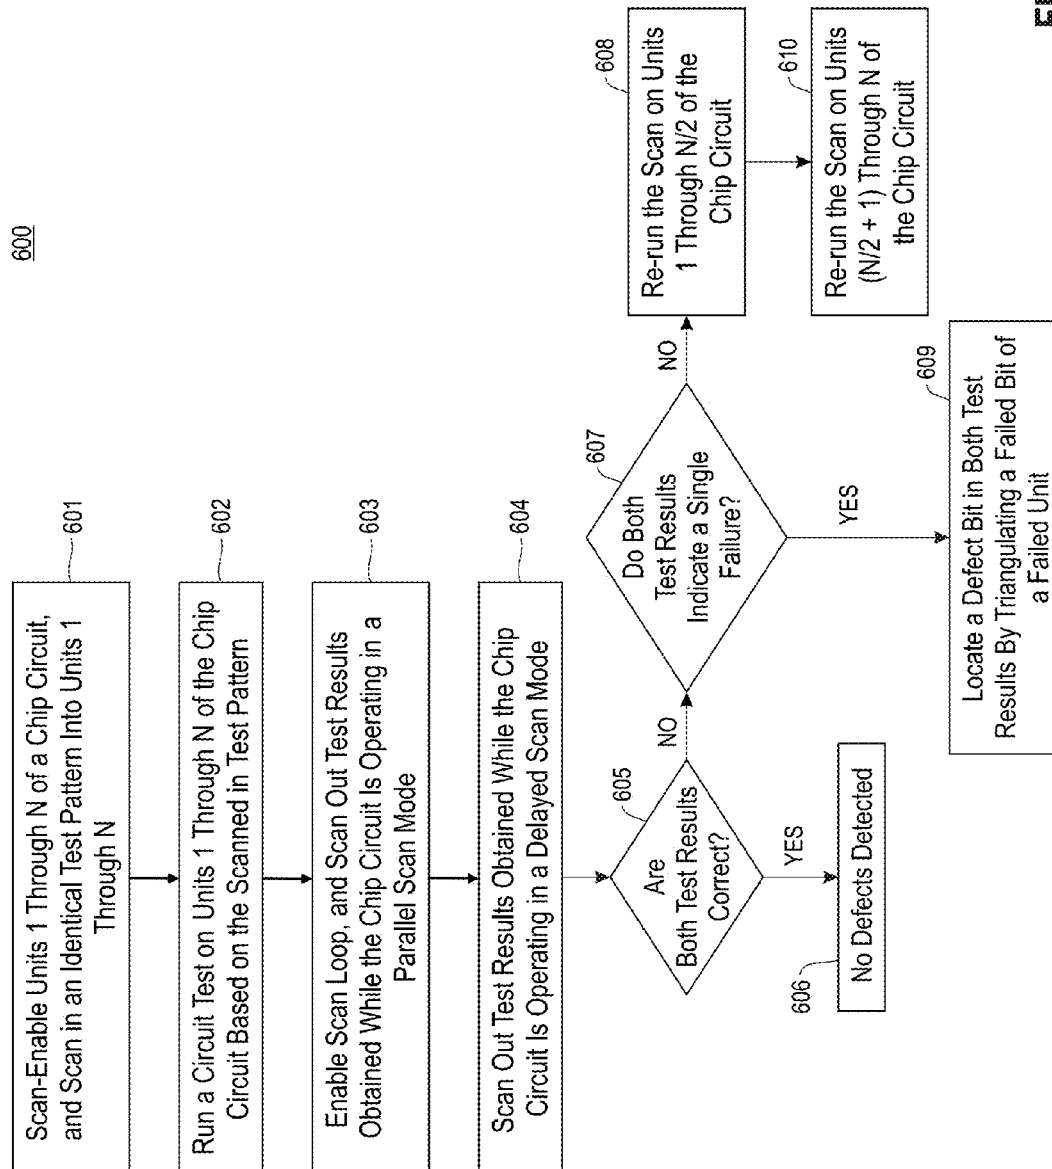 600
Scan-Enable Units 1 Through N of a Chip Circuit,
and Scan in an Identical Test Pattern Into Units 1
Through N
601
Run a Circuit Test on Units 1 Through N of the Chip
Circuit Based on the Scanned in Test Pattern
602
Enable Scan Loop, and Scan Out Test Results
Obtained While the Chip Circuit Is Operating in a
Parallel Scan Mode
603
Scan Out Test Results Obtained While the Chip
Circuit Is Operating in a Delayed Scan Mode
604
Are
Both Test Results
Correct?
605
YES
NO
No Defects Detected
606
Do Both
Test Results
Indicate a Single
Failure?
607
NO
YES
Re-run the Scan on Units
1 Through N/2 of the
Chip Circuit
608
Locate a Defect Bit in Both Test
Results By Triangulating a Failed Bit of
a Failed Unit
609
Re-run the Scan on Units
(N/2 + 1) Through N of
the Chip Circuit
610